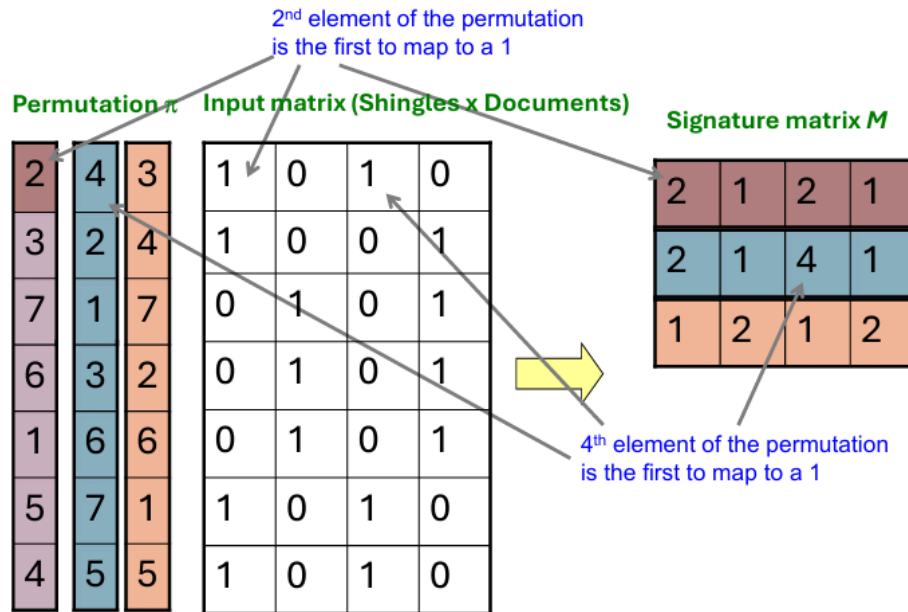 2nd element of the permutation
is the first to map to a 1
Permutation π
Input matrix (Shingles x Documents)
Signature matrix M
2 4 3 1 0 1 0
3 2 4 1 0 0 1
7 1 7 0 1 0 1
6 3 2 0 1 0 1
1 6 6 0 1 0 1
5 7 1 1 0 1 0
4 5 5 1 0 1 0
2 1 2 1
2 1 4 1
1 2 1 2
4th element of the permutation
is the first to map to a 1